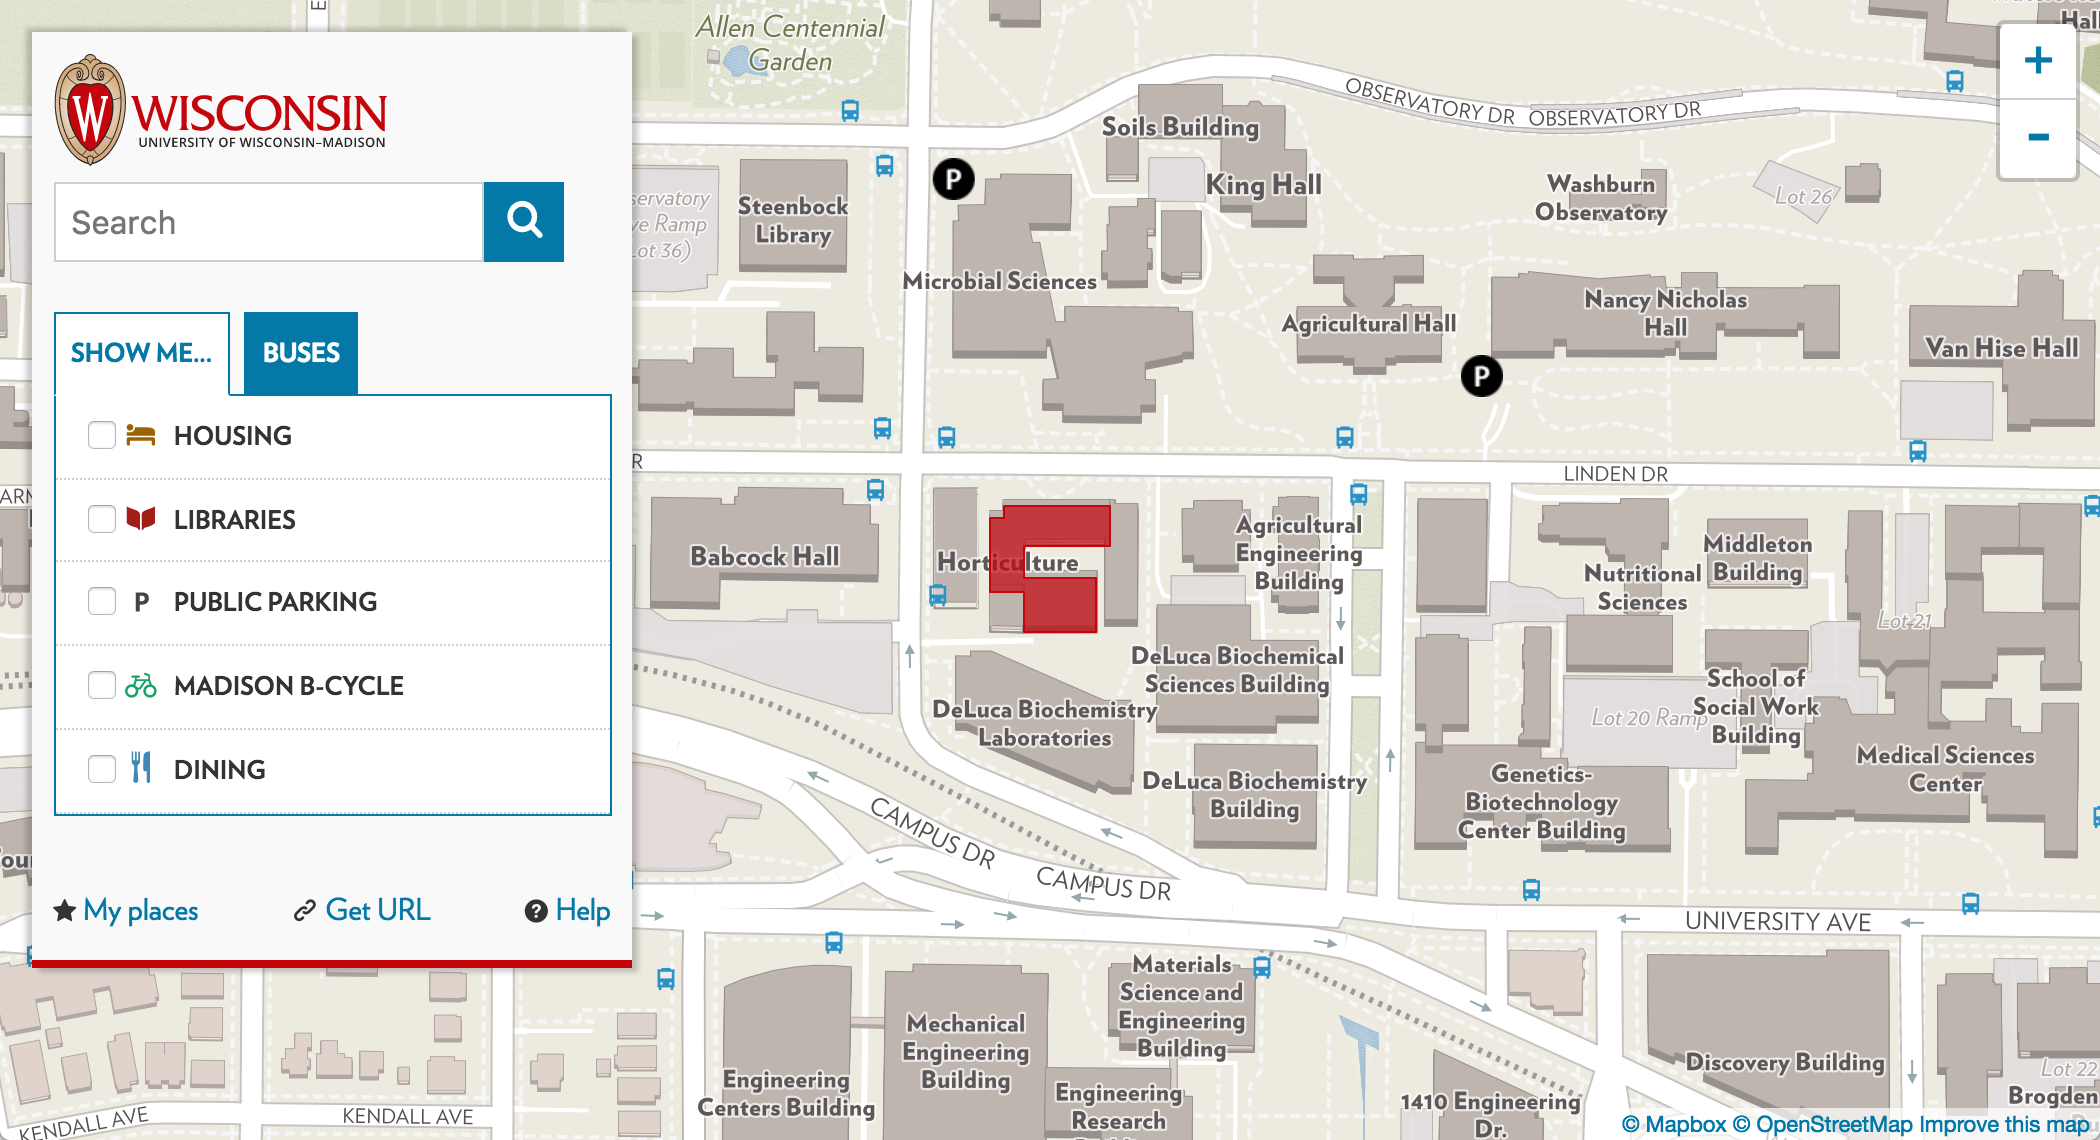 WISCONSIN
UNIVERSITY OF WISCONSIN–MADISON
Search
SHOW ME...
BUSES
HOUSING
LIBRARIES
P PUBLIC PARKING
MADISON B-CYCLE
DINING
My places
Get URL
Help
Allen Centennial
Garden
OBSERVATORY DR
OBSERVATORY DR
+
-
Soils Building
P
King Hall
Steenbock
Library
Washburn
Observatory
Lot 26
Microbial Sciences
Agricultural Hall
Nancy Nicholas
Hall
Van Hise Hall
P
LINDEN DR
Babcock Hall
Horticulture
Agricultural
Engineering
Building
Nutritional
Sciences
Middleton
Building
Lot 21
DeLuca Biochemical
Sciences Building
DeLuca Biochemistry
Laboratories
School of
Social Work
Building
Lot 20 Ramp
Medical Sciences
Center
DeLuca Biochemistry
Building
Genetics-
Biotechnology
Center Building
CAMPUS DR
CAMPUS DR
UNIVERSITY AVE
Materials
Science and
Engineering
Building
Mechanical
Engineering
Building
Engineering
Centers Building
Engineering
Research
1410 Engineering
Dr.
Discovery Building
Lot 22
Brogden
KENDALL AVE
KENDALL AVE
© Mapbox © OpenStreetMap Improve this map